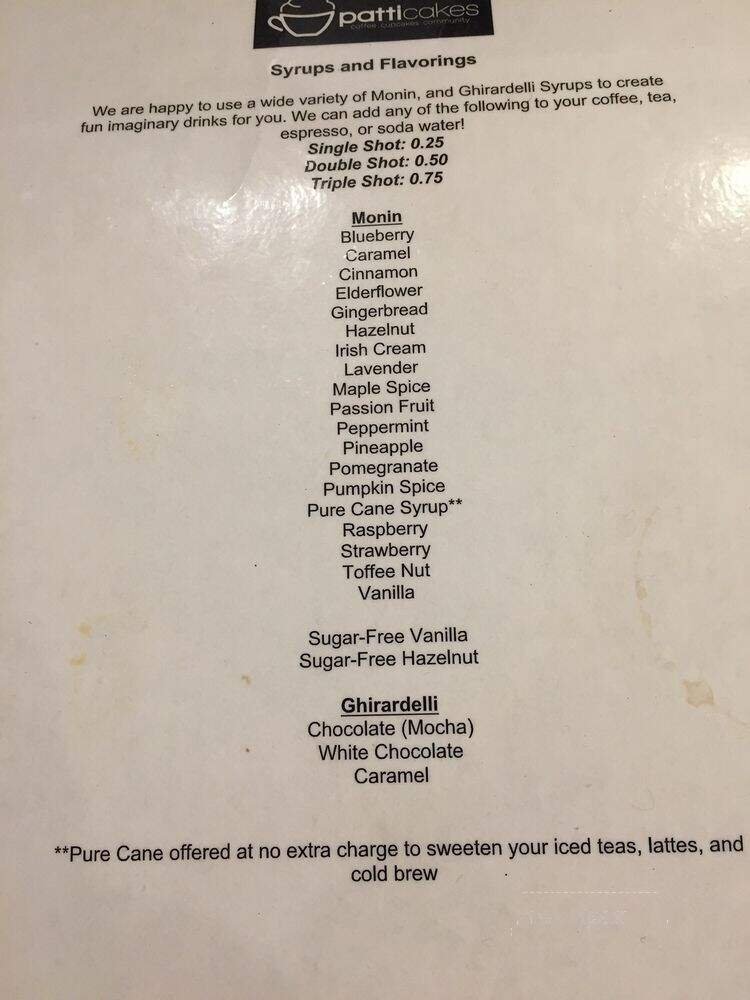 patticakes
coffee. cupcakes. community.
Syrups and Flavorings
We are happy to use a wide variety of Monin, and Ghirardelli Syrups to create
fun imaginary drinks for you. We can add any of the following to your coffee, tea,
espresso, or soda water!
Single Shot: 0.25
Double Shot: 0.50
Triple Shot: 0.75
Monin
Blueberry
Caramel
Cinnamon
Elderflower
Gingerbread
Hazelnut
Irish Cream
Lavender
Maple Spice
Passion Fruit
Peppermint
Pineapple
Pomegranate
Pumpkin Spice
Pure Cane Syrup**
Raspberry
Strawberry
Toffee Nut
Vanilla
Sugar-Free Vanilla
Sugar-Free Hazelnut
Ghirardelli
Chocolate (Mocha)
White Chocolate
Caramel
**Pure Cane offered at no extra charge to sweeten your iced teas, lattes, and
cold brew